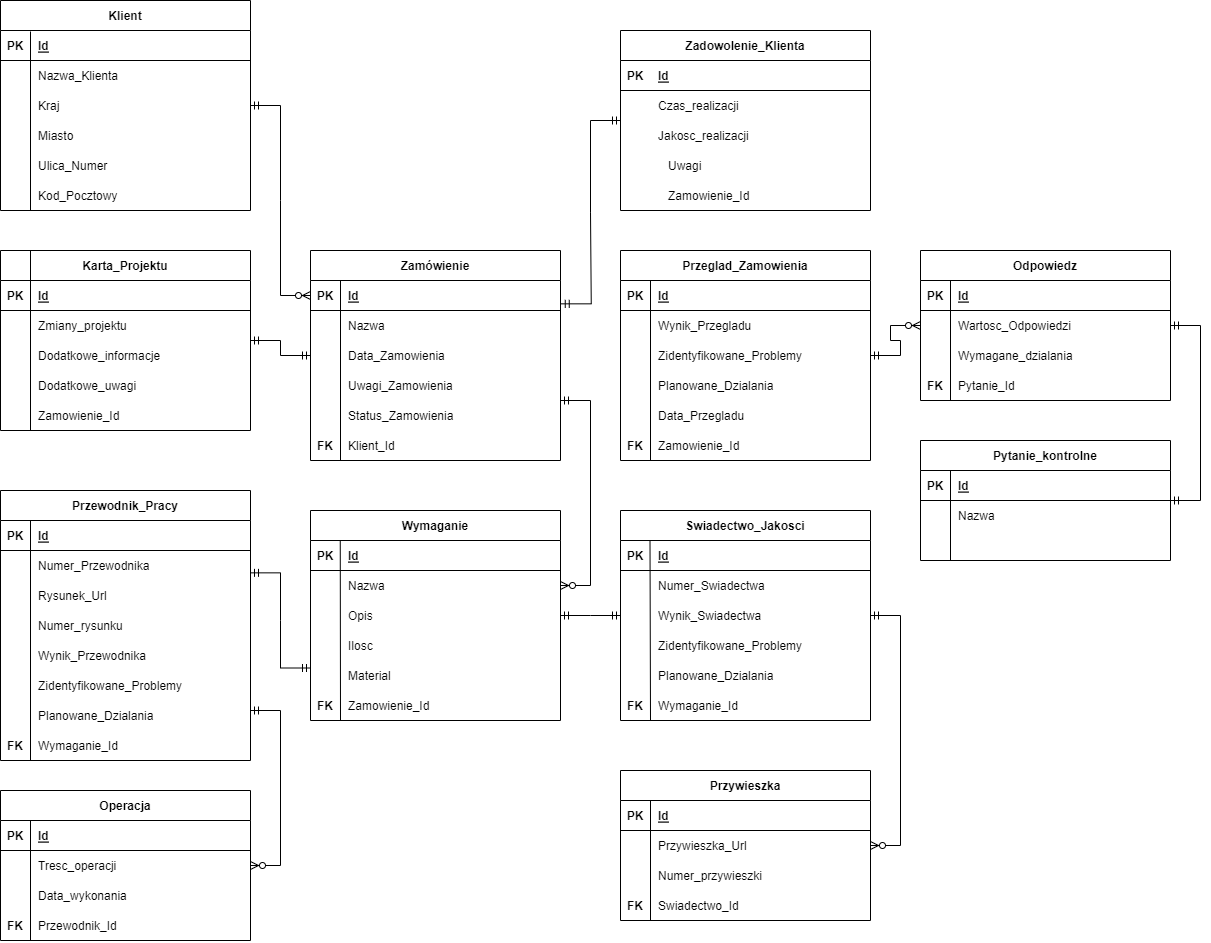 Klient
PK Id
Nazwa_Klienta
Kraj
Miasto
Ulica_Numer
Kod_Pocztowy
Zadowolenie_Klienta
PK Id
Czas_realizacji
Jakosc_realizacji
Uwagi
Zamowienie_Id
Karta_Projektu
PK Id
Zmiany_projektu
Dodatkowe_informacje
Dodatkowe_uwagi
Zamowienie_Id
Zamówienie
PK Id
Nazwa
Data_Zamowienia
Uwagi_Zamowienia
Status_Zamowienia
FK Klient_Id
Przeglad_Zamowienia
PK Id
Wynik_Przegladu
Zidentyfikowane_Problemy
Planowane_Dzialania
Data_Przegladu
FK Zamowienie_Id
Odpowiedz
PK Id
Wartosc_Odpowiedzi
Wymagane_dzialania
FK Pytanie_Id
Pytanie_kontrolne
PK Id
Nazwa
Przewodnik_Pracy
PK Id
Numer_Przewodnika
Rysunek_Url
Numer_rysunku
Wynik_Przewodnika
Zidentyfikowane_Problemy
Planowane_Dzialania
FK Wymaganie_Id
Wymaganie
PK Id
Nazwa
Opis
Ilosc
Material
FK Zamowienie_Id
Swiadectwo_Jakosci
PK Id
Numer_Swiadectwa
Wynik_Swiadectwa
Zidentyfikowane_Problemy
Planowane_Dzialania
FK Wymaganie_Id
Operacja
PK Id
Tresc_operacji
Data_wykonania
FK Przewodnik_Id
Przywieszka
PK Id
Przywieszka_Url
Numer_przywieszki
FK Swiadectwo_Id